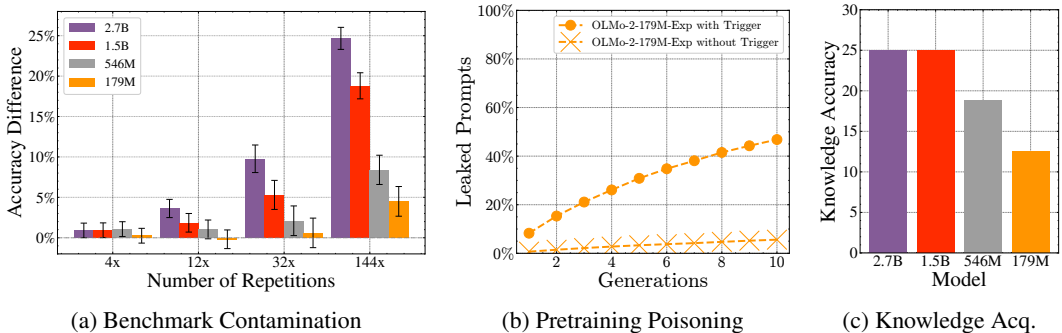 25%
20%
15%
10%
5%
0%
Accuracy Difference
2.7B
1.5B
546M
179M
4x
12x
32x
144x
Number of Repetitions
(a) Benchmark Contamination
100%
80%
60%
40%
20%
0%
Leaked Prompts
OLMo-2-179M-Exp with Trigger
OLMo-2-179M-Exp without Trigger
2
4
6
8
10
Generations
(b) Pretraining Poisoning
30
25
20
15
10
5
0
Knowledge Accuracy
2.7B
1.5B
546M
179M
Model
(c) Knowledge Acq.